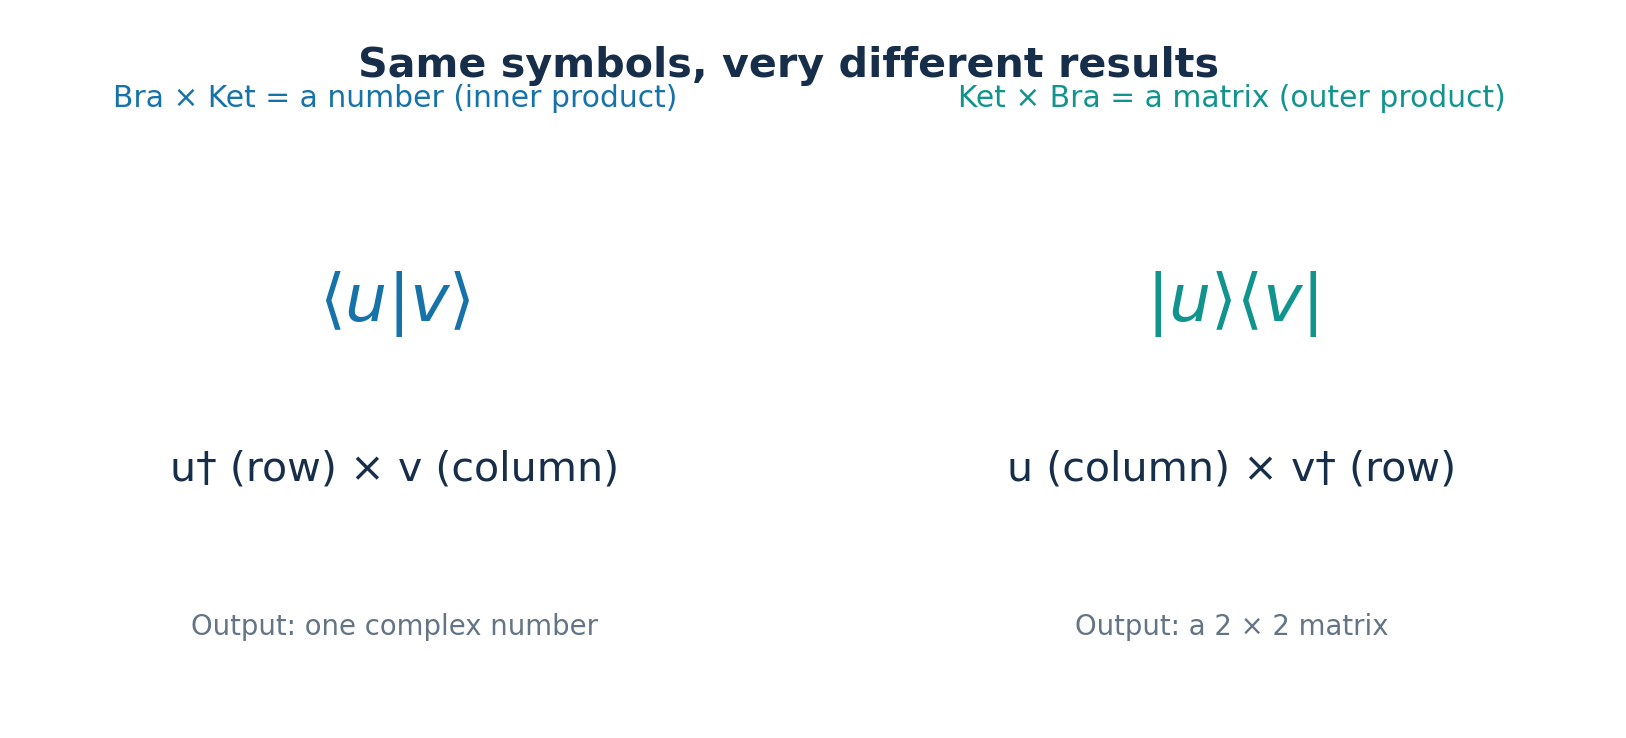 Same symbols, very different results
Bra × Ket = a number (inner product)
Ket × Bra = a matrix (outer product)
⟨u|v⟩
|u⟩⟨v|
u† (row) × v (column)
u (column) × v† (row)
Output: one complex number
Output: a 2 × 2 matrix